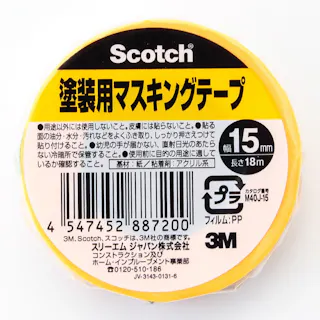 Scotch®
塗装用マスキングテープ
●用途以外には使用しないこと。皮膚には貼らないこと。●貼る
面の油分・水分・汚れなどをよくふき取り、しっかり押さえつけて
貼り付けること。●幼児の手が届かない、直射日光のあたら
ない冷暗所で保管すること。●使用前に目的の用途に適して
いるか確認すること。
基材:紙/粘着剤:アクリル系
幅 15mm
長さ18m
プラ
フィルム:PP
カタログ番号
M40J-15
3M
4 547452 887200
3M、Scotch、スコッチは、3M社の商標です。
スリーエム ジャパン株式会社
コンストラクション及び
ホーム・インプルーブメント事業部
0120-510-186
JV-3143-0131-6